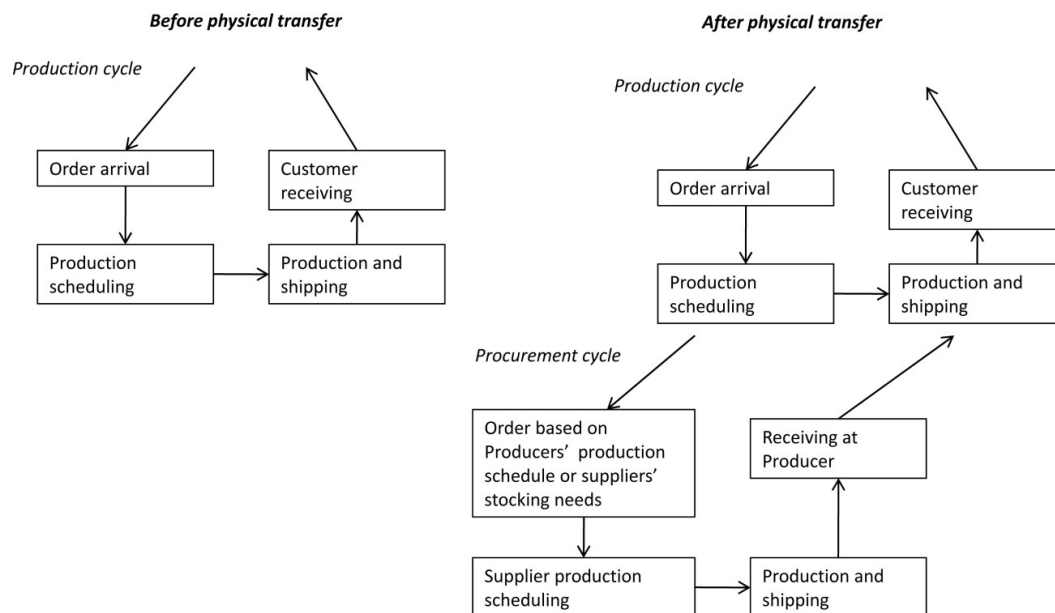 Before physical transfer
Production cycle
Order arrival
Customer
receiving
Production
scheduling
Production and
shipping
After physical transfer
Production cycle
Order arrival
Customer
receiving
Production
scheduling
Production and
shipping
Procurement cycle
Order based on
Producers’ production
schedule or suppliers’
stocking needs
Receiving at
Producer
Supplier production
scheduling
Production and
shipping